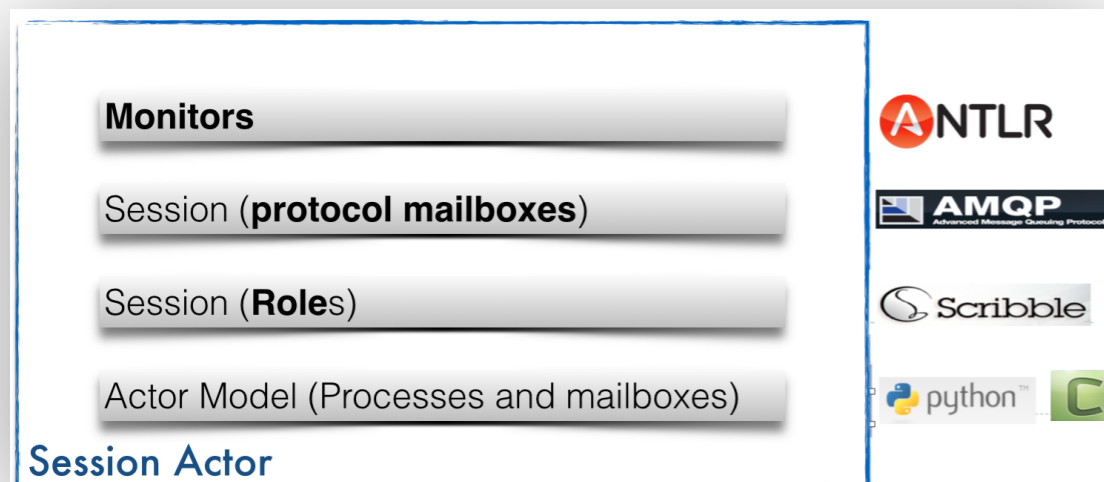 Monitors
ANTLR
Session (protocol mailboxes)
AMQP
Advanced Message Queuing Protocol
Session (Roles)
Scribble
Actor Model (Processes and mailboxes)
python™
C
Session Actor